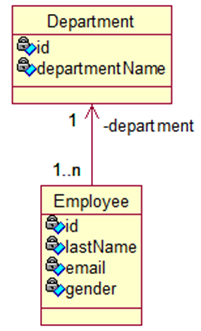 Department
id
departmentName
1
-department
1..n
Employee
id
lastName
email
gender